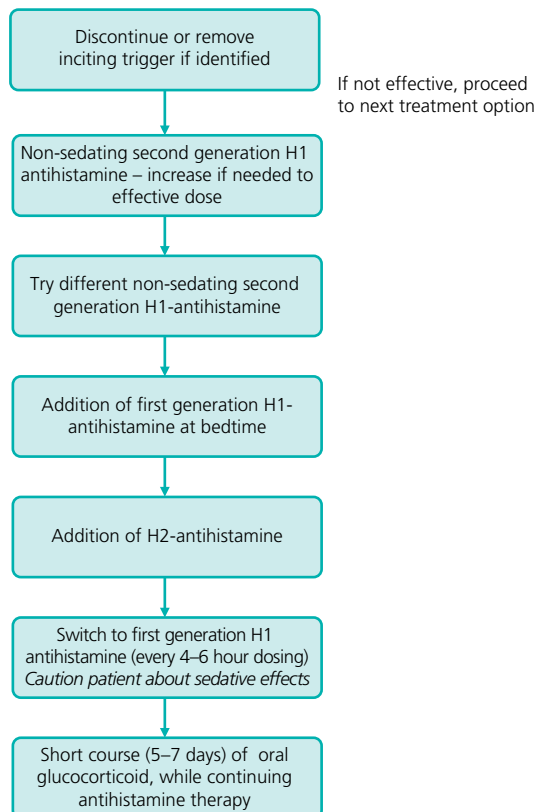 Discontinue or remove
inciting trigger if identified
If not effective, proceed
to next treatment option
Non-sedating second generation H1
antihistamine – increase if needed to
effective dose
Try different non-sedating second
generation H1-antihistamine
Addition of first generation H1-
antihistamine at bedtime
Addition of H2-antihistamine
Switch to first generation H1
antihistamine (every 4–6 hour dosing)
Caution patient about sedative effects
Short course (5–7 days) of oral
glucocorticoid, while continuing
antihistamine therapy